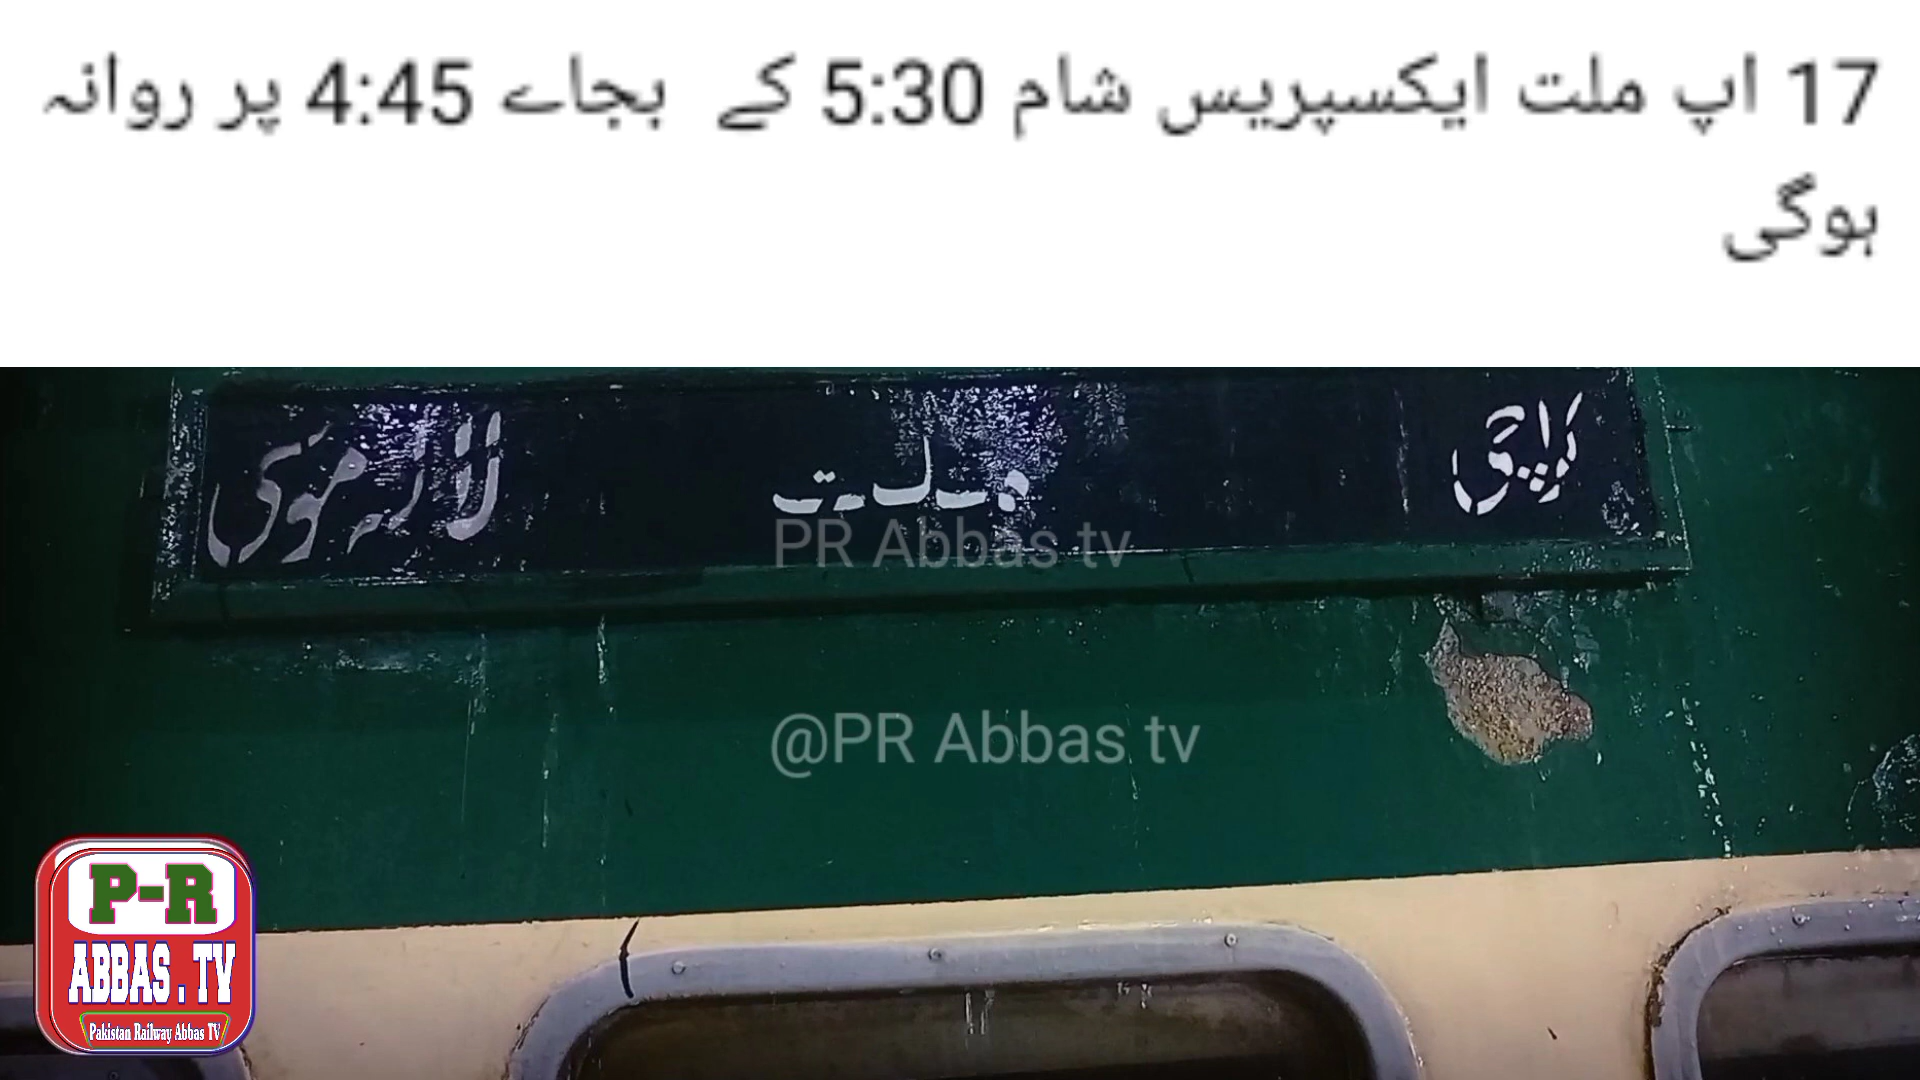 17 اپ ملت ایکسپریس شام 5:30 کے بجاے 4:45 پر روانہ
ہوگی
کراچی
ملت
لالہ موسیٰ
PR Abbas tv
@PR Abbas tv
P-R
ABBAS.TV
Pakistan Railway Abbas TV